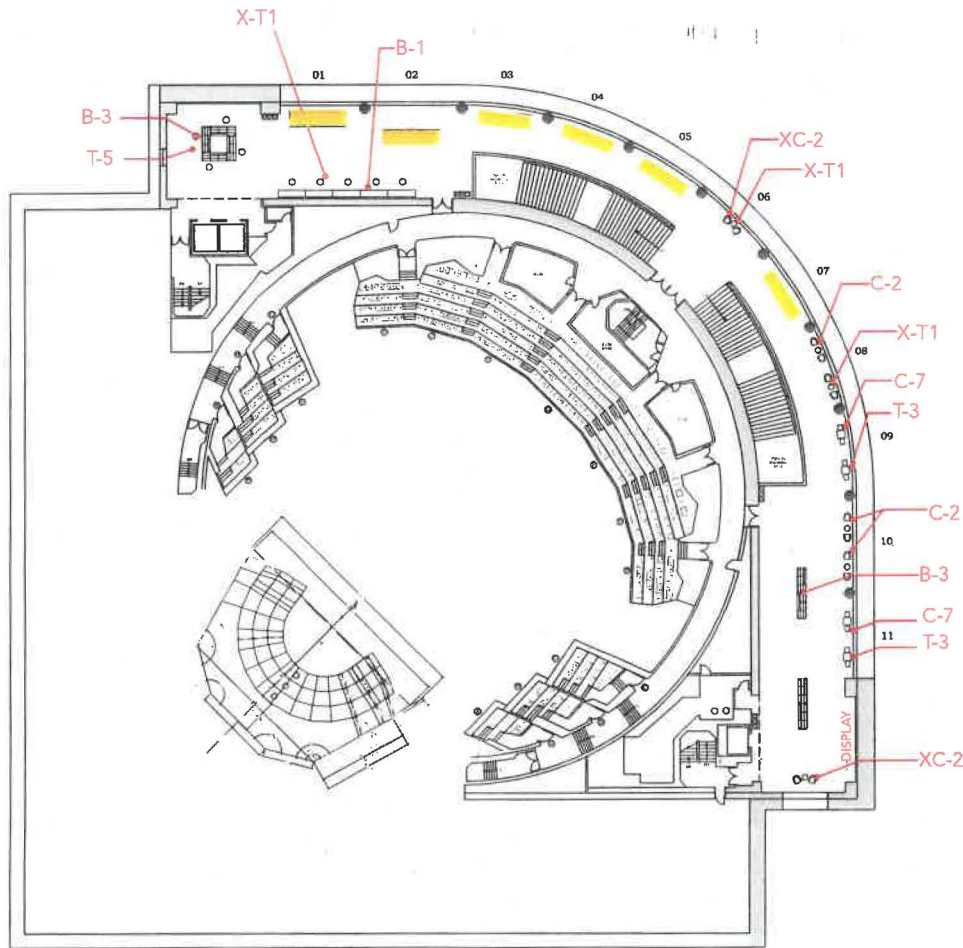 X-T1
B-1
01
02
03
04
B-3
T-5
05
XC-2
X-T1
06
07
C-2
X-T1
08
C-7
T-3
09
C-2
10
B-3
C-7
11
T-3
DISPLAY
XC-2